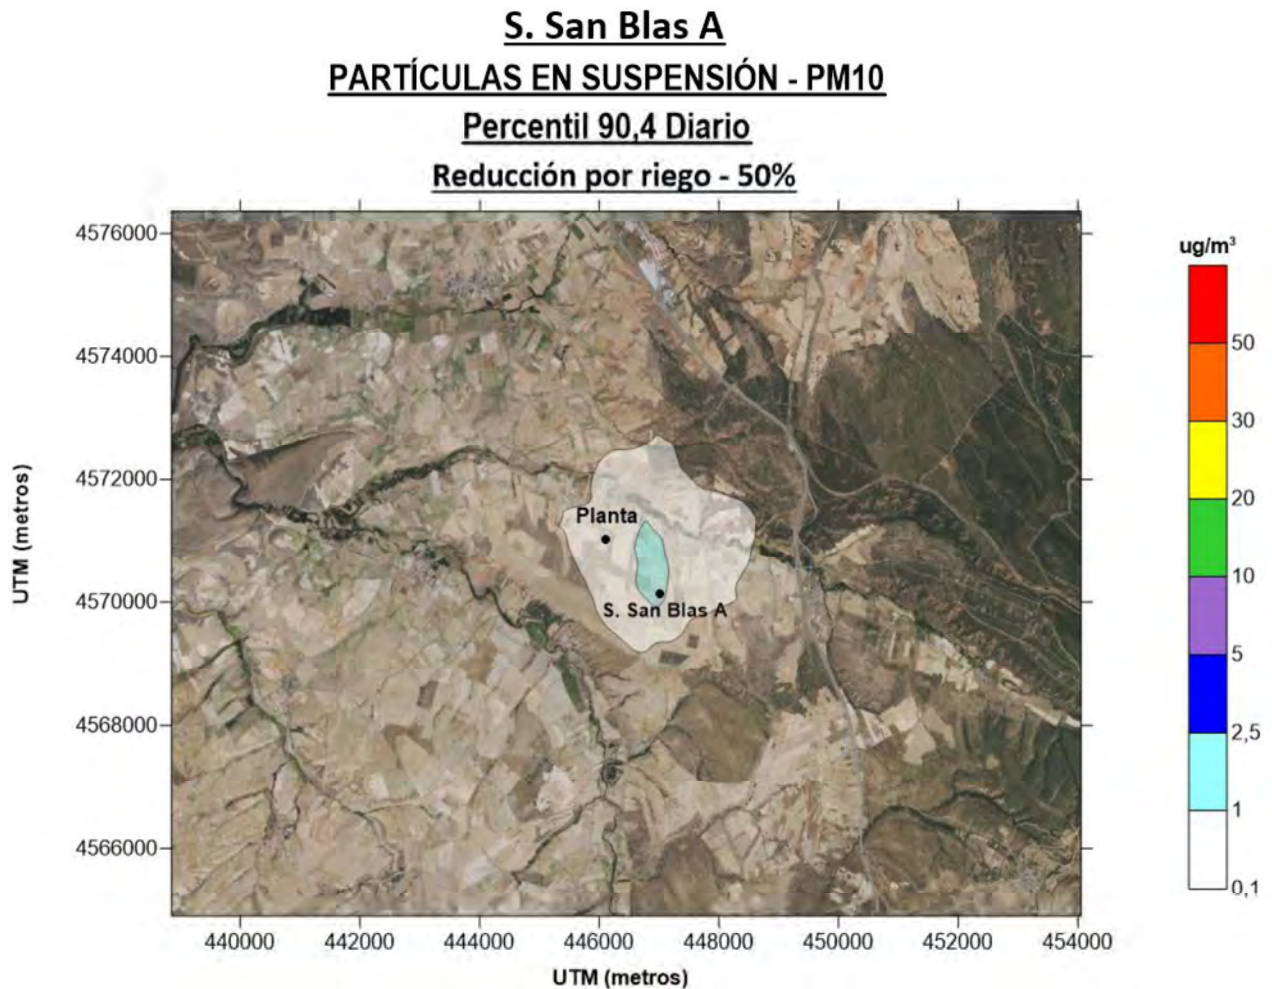 S. San Blas A
PARTÍCULAS EN SUSPENSIÓN - PM10
Percentil 90,4 Diario
Reducción por riego - 50%
ug/m³
4576000
4574000
4572000
4570000
4568000
4566000
UTM (metros)
Planta
S. San Blas A
50
30
20
10
5
2,5
1
0,1
440000 442000 444000 446000 448000 450000 452000 454000
UTM (metros)